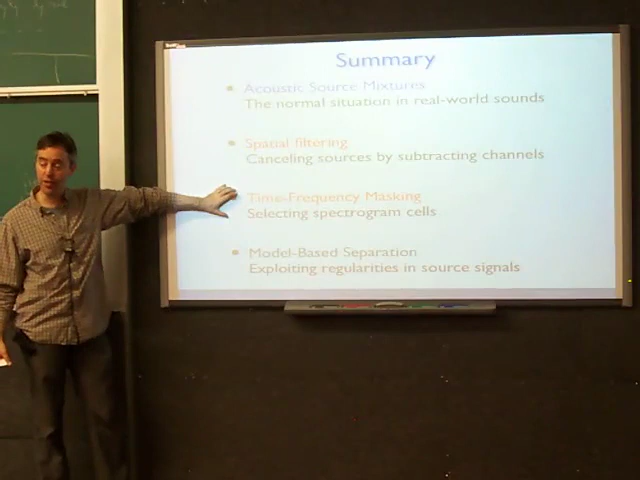 Summary
Acoustic Source Mixtures
The normal situation in real-world sounds
Spatial filtering
Canceling sources by subtracting channels
Time-Frequency Masking
Selecting spectrogram cells
Model-Based Separation
Exploiting regularities in source signals